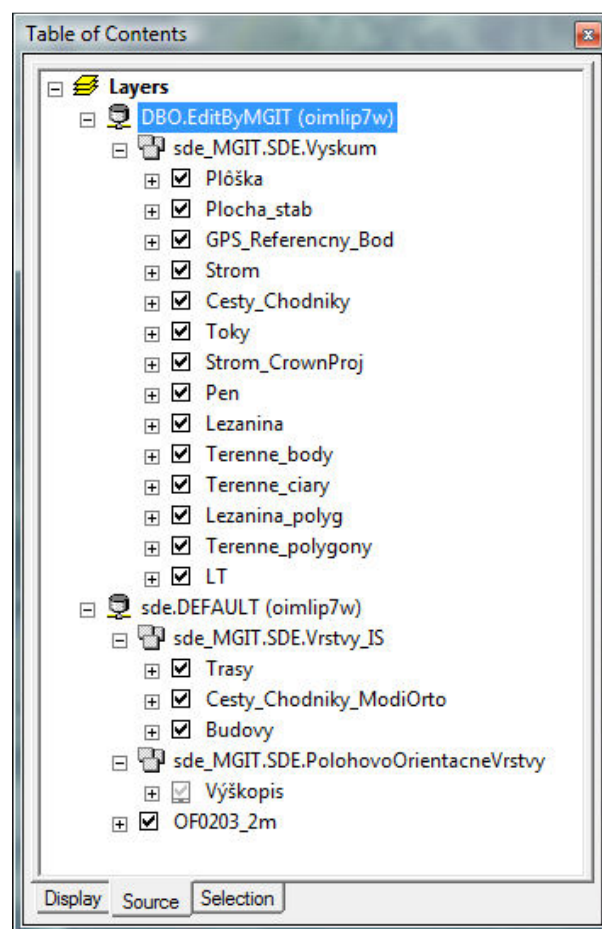 Table of Contents
Layers
DBO.EditByMGIT (oimlip7w)
sde_MGIT.SDE.Vyskum
Plôška
Plocha_stab
GPS_Referencny_Bod
Strom
Cesty_Chodniky
Toky
Strom_CrownProj
Pen
Lezanina
Terenne_body
Terenne_ciary
Lezanina_polyg
Terenne_polygony
LT
sde.DEFAULT (oimlip7w)
sde_MGIT.SDE.Vrstvy_IS
Trasy
Cesty_Chodniky_ModiOrto
Budovy
sde_MGIT.SDE.PolohovoOrientacneVrstvy
Výškopis
OF0203_2m
Display Source Selection